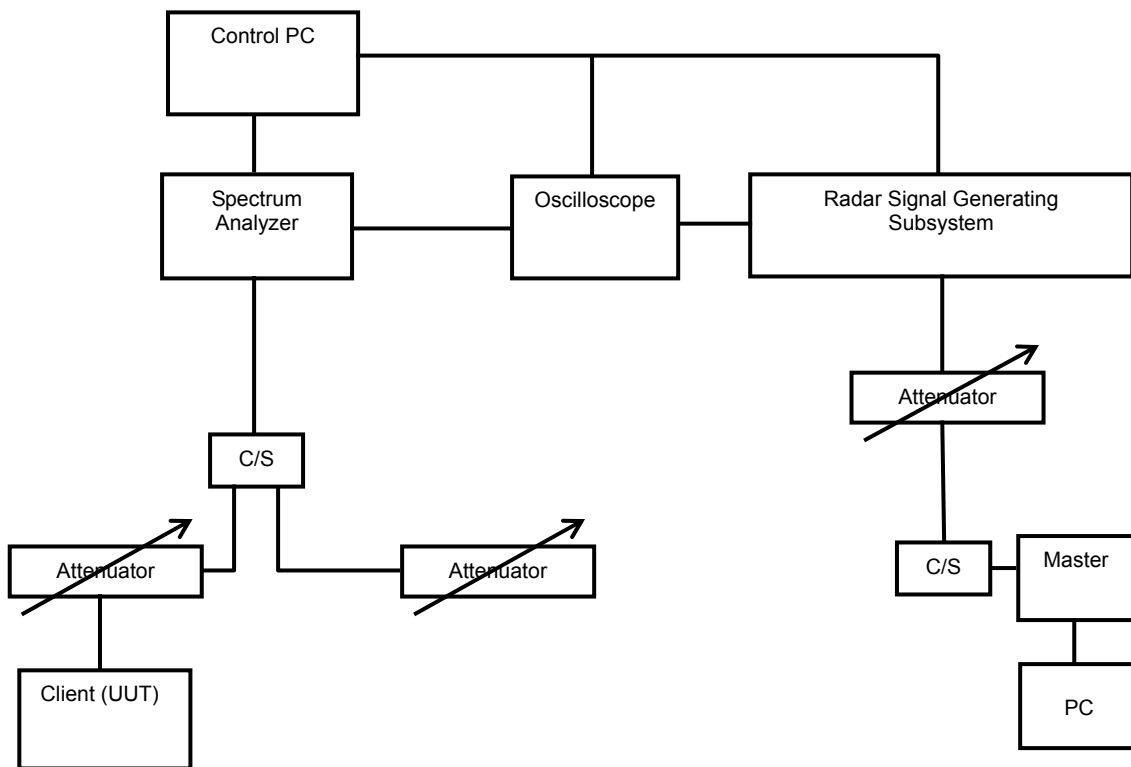 Control PC
Spectrum
Analyzer
Oscilloscope
Radar Signal Generating
Subsystem
Attenuator
C/S
Attenuator
Attenuator
C/S
Master
Client (UUT)
PC